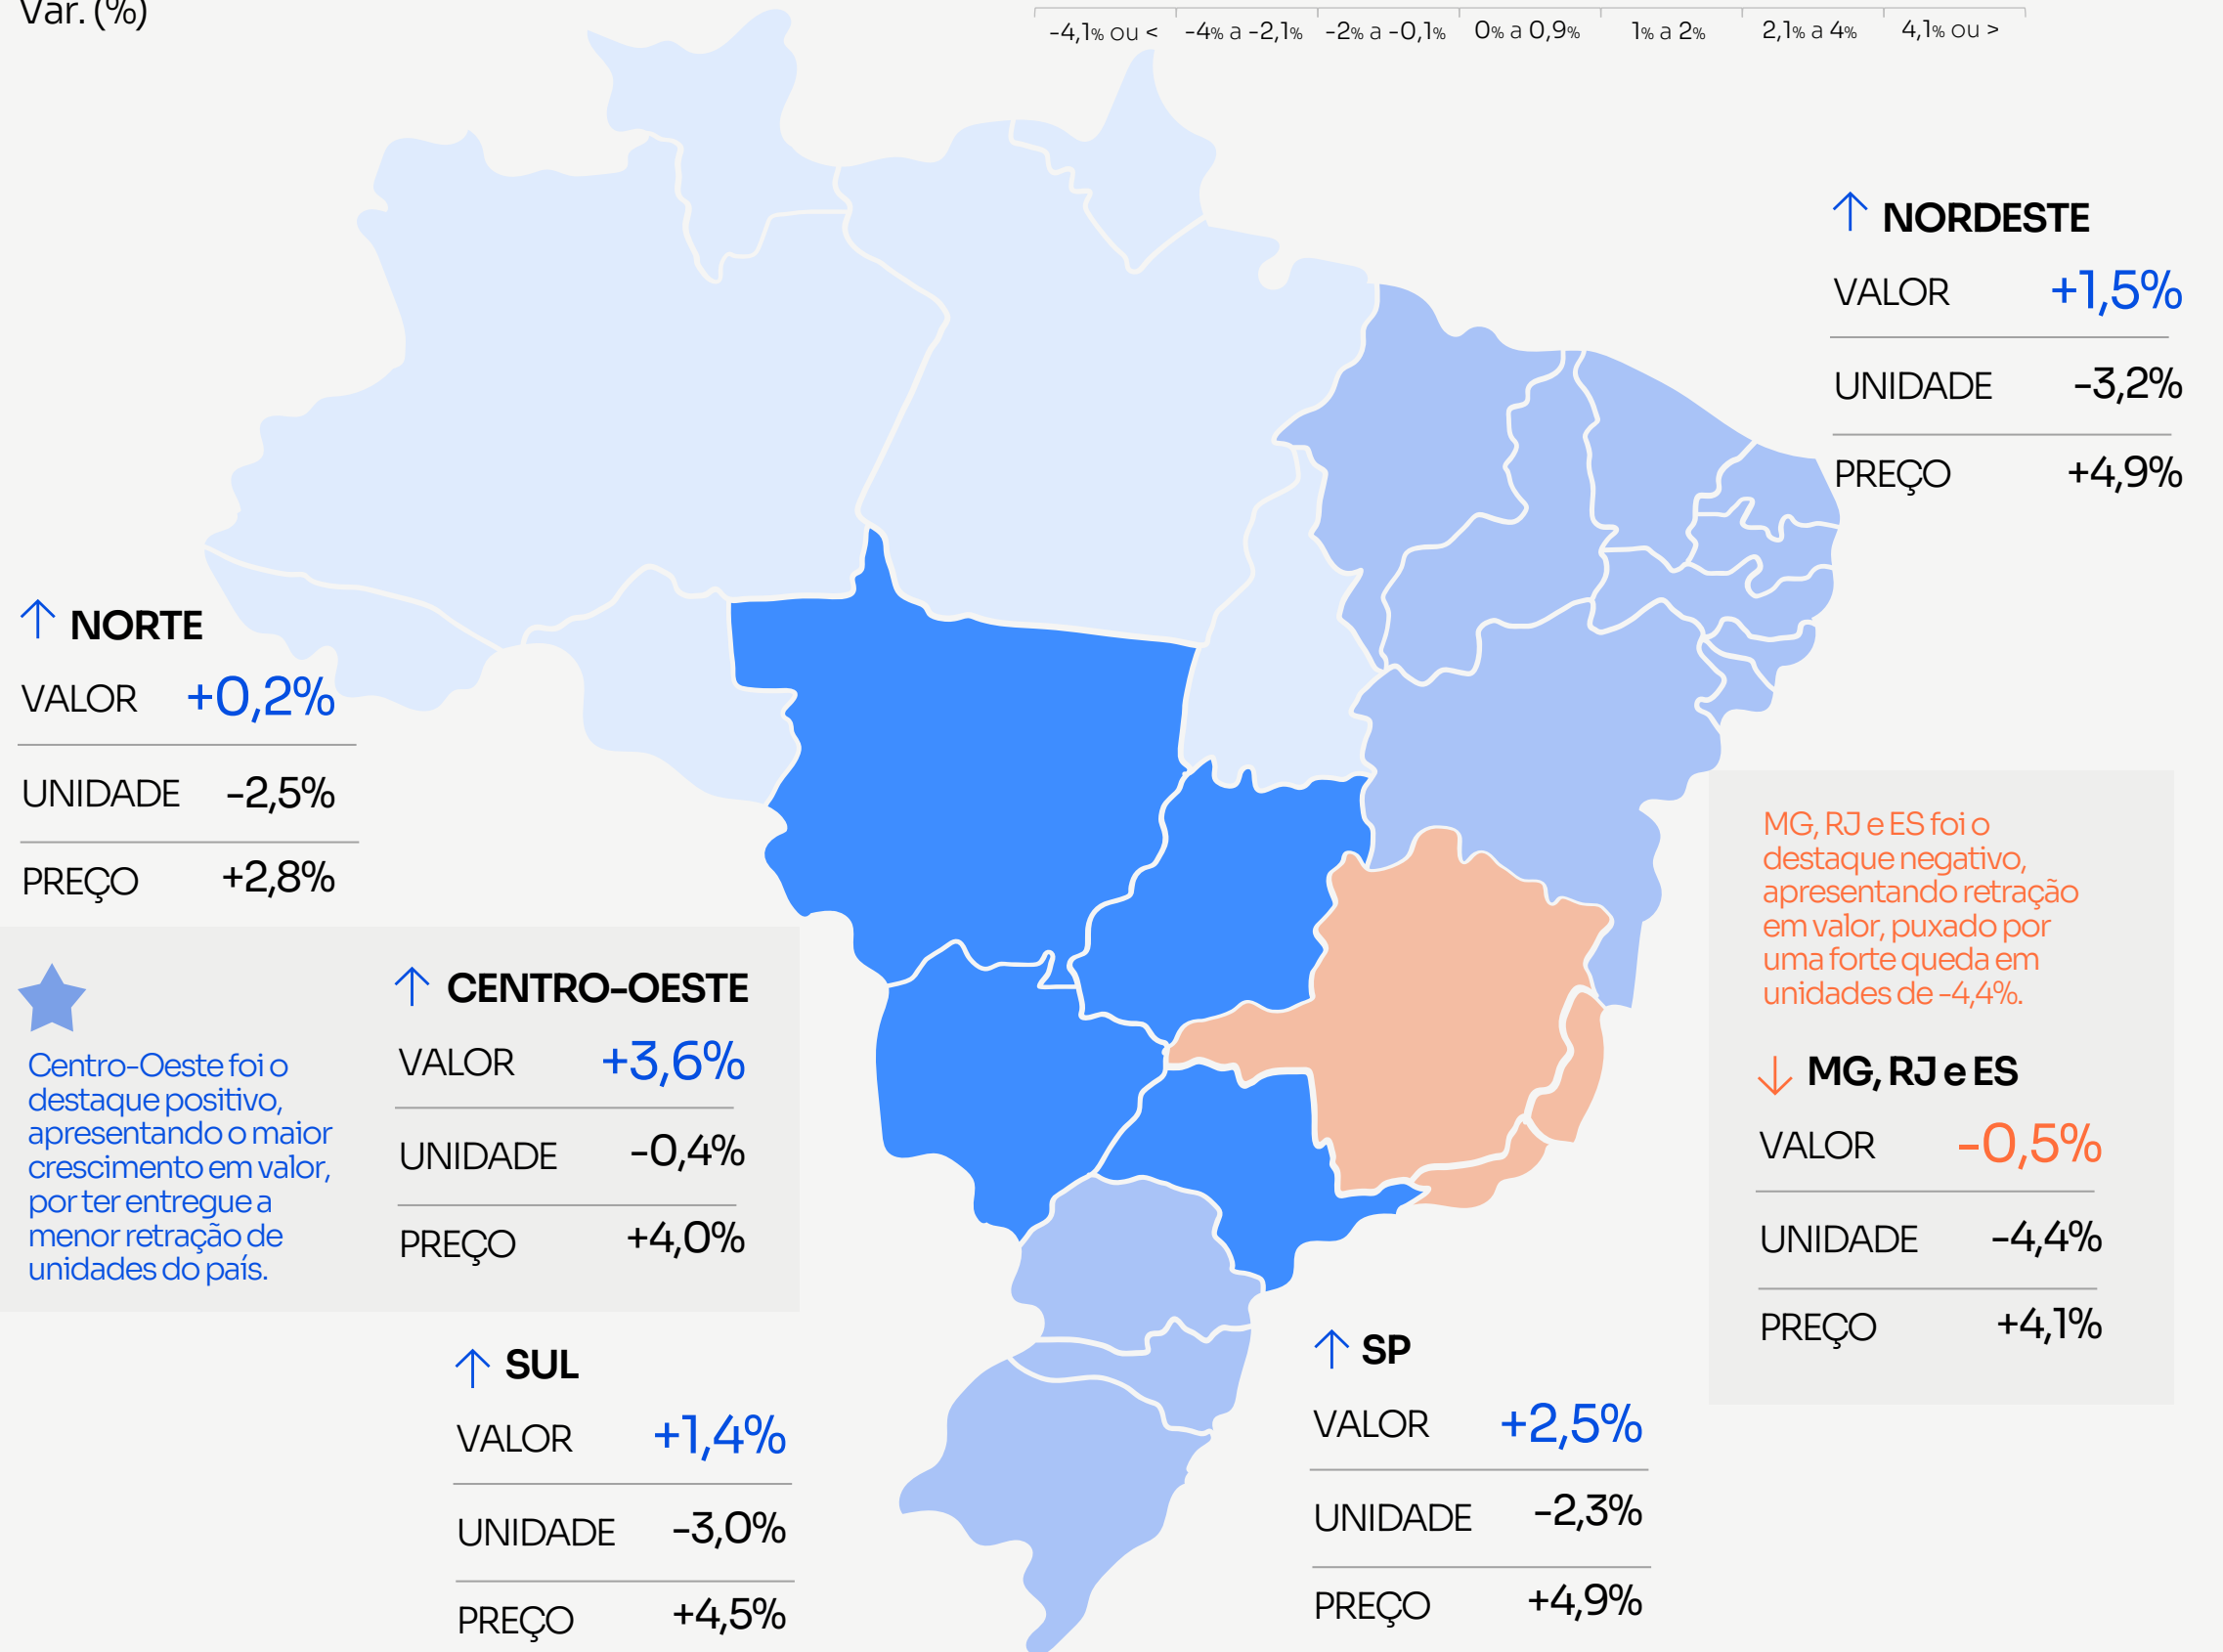 Var. (%)
-4,1% ou < -4% a -2,1% -2% a -0,1% 0% a 0,9% 1% a 2% 2,1% a 4% 4,1% ou >
NORDESTE
VALOR +1,5%
UNIDADE -3,2%
PREÇO +4,9%
NORTE
VALOR +0,2%
UNIDADE -2,5%
PREÇO +2,8%
MG, RJ e ES foi o
destaque negativo,
apresentando retração
em valor, puxado por
uma forte queda em
unidades de -4,4%.
MG, RJ e ES
VALOR -0,5%
UNIDADE -4,4%
PREÇO +4,1%
Centro-Oeste foi o
destaque positivo,
apresentando o maior
crescimento em valor,
por ter entregue a
menor retração de
unidades do país.
CENTRO-OESTE
VALOR +3,6%
UNIDADE -0,4%
PREÇO +4,0%
SUL
VALOR +1,4%
UNIDADE -3,0%
PREÇO +4,5%
SP
VALOR +2,5%
UNIDADE -2,3%
PREÇO +4,9%